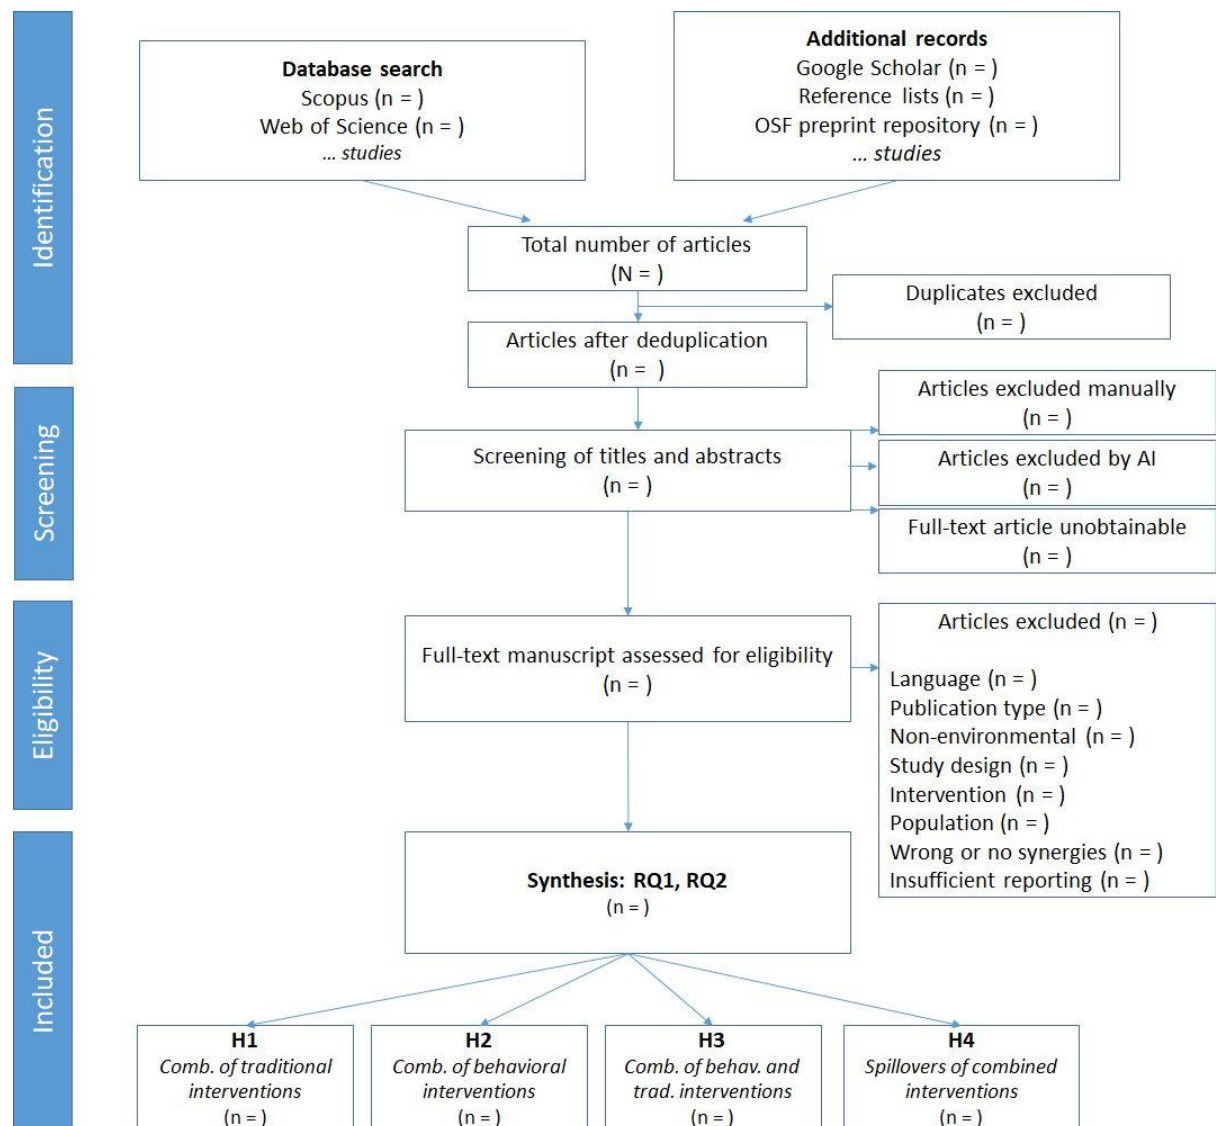 Identification
Database search
Scopus (n = )
Web of Science (n = )
... studies
Additional records
Google Scholar (n = )
Reference lists (n = )
OSF preprint repository (n = )
... studies
Total number of articles
(N = )
Duplicates excluded
(n = )
Articles after deduplication
(n =  )
Screening
Screening of titles and abstracts
(n = )
Articles excluded manually
(n = )
Articles excluded by AI
(n = )
Full-text article unobtainable
(n = )
Eligibility
Full-text manuscript assessed for eligibility
(n = )
Articles excluded (n = )
Language (n = )
Publication type (n = )
Non-environmental (n = )
Study design (n = )
Intervention (n = )
Population (n = )
Wrong or no synergies (n = )
Insufficient reporting (n = )
Included
Synthesis: RQ1, RQ2
(n = )
H1
Comb. of traditional
interventions
(n = )
H2
Comb. of behavioral
interventions
(n = )
H3
Comb. of behav. and
trad. interventions
(n = )
H4
Spillovers of combined
interventions
(n = )